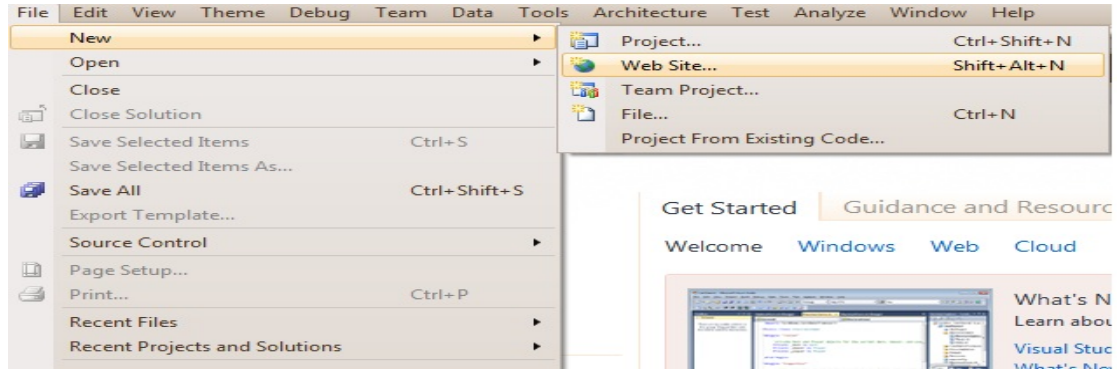 File Edit View Theme Debug Team Data Tools Architecture Test Analyze Window Help
New
Open
Close
Close Solution
Save Selected Items Ctrl+S
Save Selected Items As...
Save All Ctrl+Shift+S
Export Template...
Source Control
Page Setup...
Print... Ctrl+P
Recent Files
Recent Projects and Solutions
Project... Ctrl+Shift+N
Web Site... Shift+Alt+N
Team Project...
File... Ctrl+N
Project From Existing Code...
Get Started Guidance and Resourc
Welcome Windows Web Cloud
What's N
Learn abou
Visual Stuc
What's Nev